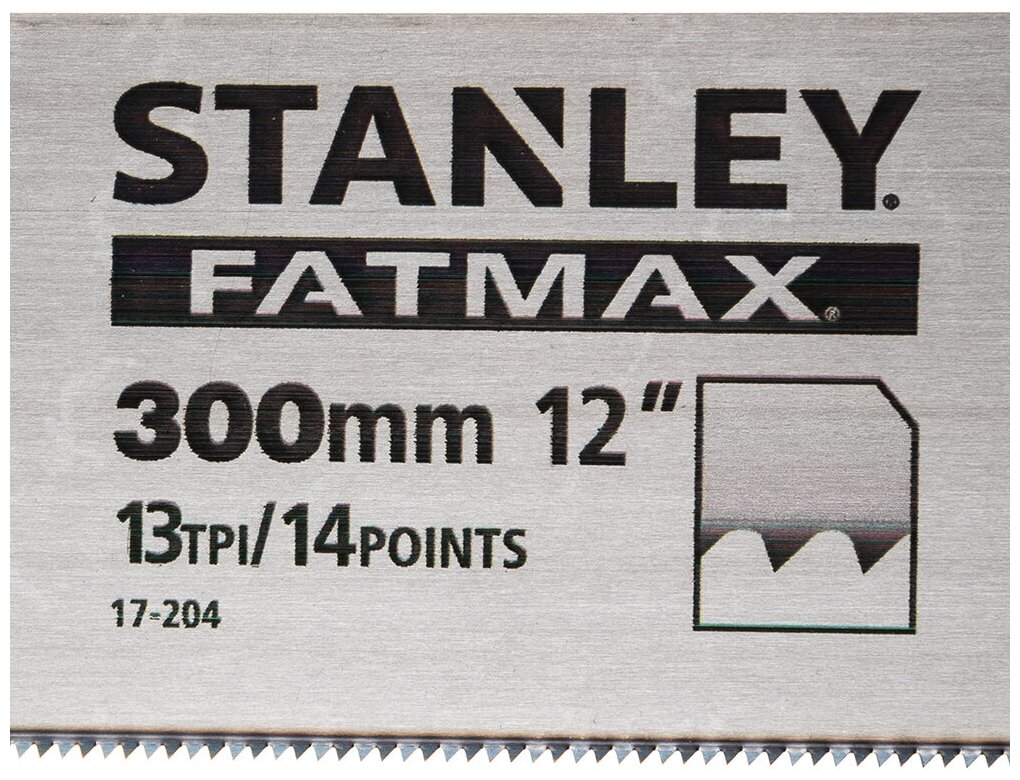 STANLEY®
FATMAX®
300mm 12"
13TPI/14POINTS
17-204